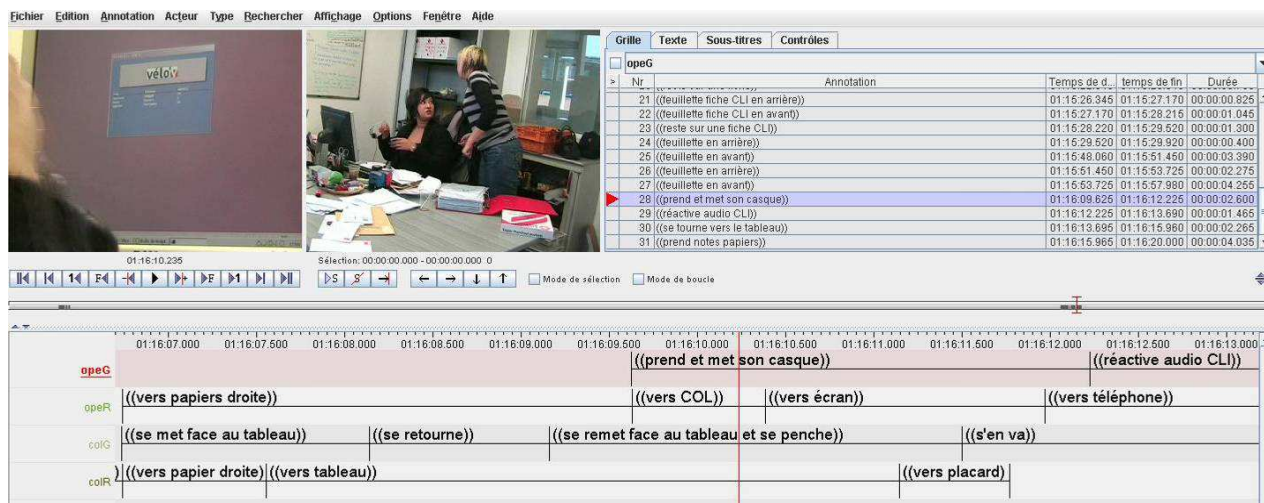 Fichier Edition Annotation Acteur Type Rechercher Affichage Options Fenêtre Aide
vélov
Grille Texte Sous-titres Contrôles
opeG
> Nr Annotation Temps de d... temps de fin Durée
21 ((feuillette fiche CLI en arrière)) 01:15:26.345 01:15:27.170 00:00:00.825
22 ((feuillette fiche CLI en avant)) 01:15:27.170 01:15:28.215 00:00:01.045
23 ((reste sur une fiche CLI)) 01:15:28.220 01:15:29.520 00:00:01.300
24 ((feuillette en arrière)) 01:15:29.520 01:15:29.920 00:00:00.400
25 ((feuillette en avant)) 01:15:48.060 01:15:51.450 00:00:03.390
26 ((feuillette en arrière)) 01:15:51.450 01:15:53.725 00:00:02.275
27 ((feuillette en avant)) 01:15:53.725 01:15:57.980 00:00:04.255
28 ((prend et met son casque)) 01:16:09.625 01:16:12.225 00:00:02.600
29 ((réactive audio CLI)) 01:16:12.225 01:16:13.690 00:00:01.465
30 ((se tourne vers le tableau)) 01:16:13.695 01:16:15.960 00:00:02.265
31 ((prend notes papiers)) 01:16:15.965 01:16:20.000 00:00:04.035
01:16:10.235 Sélection: 00:00:00.000 - 00:00:00.000 0
Mode de sélection Mode de boucle
01:16:07.000 01:16:07.500 01:16:08.000 01:16:08.500 01:16:09.000 01:16:09.500 01:16:10.000 01:16:10.500 01:16:11.000 01:16:11.500 01:16:12.000 01:16:12.500 01:16:13.000
opeG ((prend et met son casque)) ((réactive audio CLI))
opeR ((vers papiers droite)) ((vers COL)) ((vers écran)) ((vers téléphone))
colG ((se met face au tableau)) ((se retourne)) ((se remet face au tableau et se penche)) ((s'en va))
colR ) ((vers papier droite) ((vers tableau)) ((vers placard)